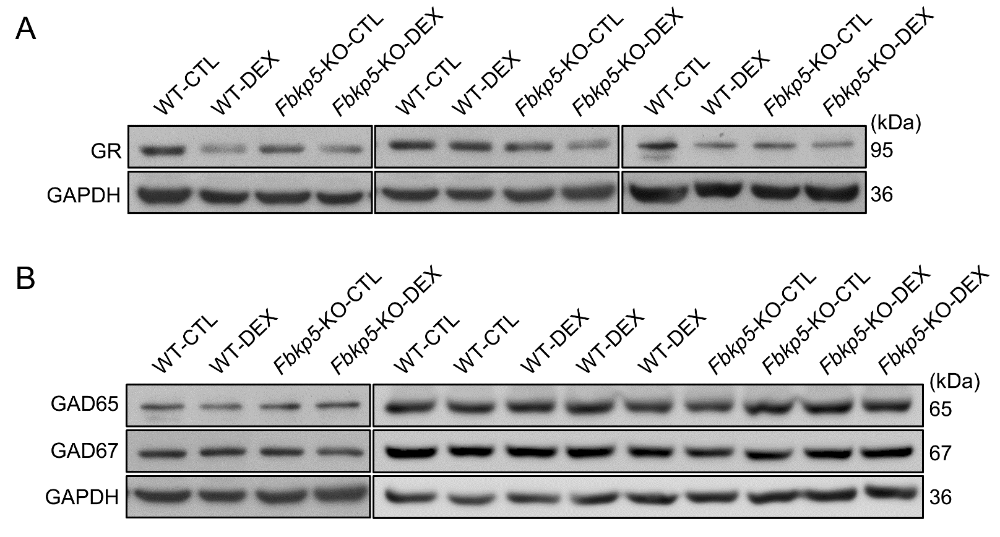 A
WT-CTL WT-DEX Fbkp5-KO-CTL Fbkp5-KO-DEX WT-CTL WT-DEX Fbkp5-KO-CTL Fbkp5-KO-DEX WT-CTL WT-DEX Fbkp5-KO-CTL Fbkp5-KO-DEX
(kDa)
GR 95
GAPDH 36
B
WT-CTL WT-DEX Fbkp5-KO-CTL Fbkp5-KO-DEX WT-CTL WT-CTL WT-DEX WT-DEX WT-DEX Fbkp5-KO-CTL Fbkp5-KO-CTL Fbkp5-KO-DEX Fbkp5-KO-DEX
(kDa)
GAD65 65
GAD67 67
GAPDH 36